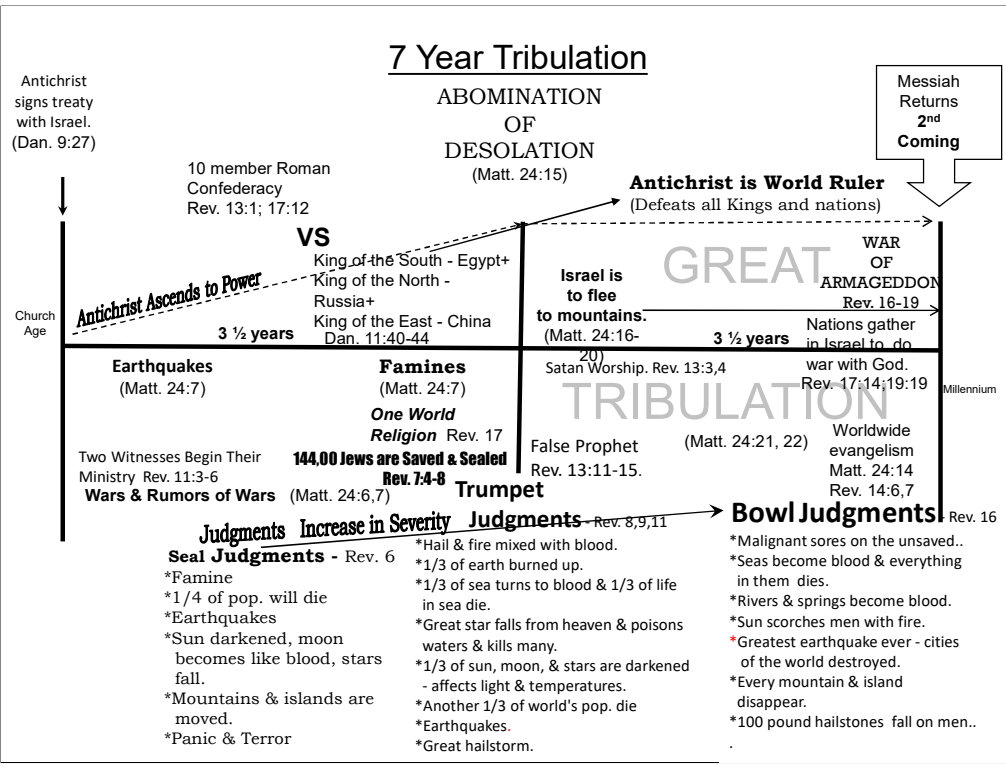 7 Year Tribulation
Antichrist
signs treaty
with Israel.
(Dan. 9:27)
ABOMINATION
OF
DESOLATION
(Matt. 24:15)
Messiah
Returns
2nd
Coming
10 member Roman
Confederacy
Rev. 13:1; 17:12
Antichrist is World Ruler
(Defeats all Kings and nations)
VS
King of the South - Egypt+
King of the North -
Russia+
King of the East - China
Dan. 11:40-44
Antichrist Ascends to Power
Church
Age
3 ½ years
Israel is
to flee
to mountains.
(Matt. 24:16-
20)
GREAT
WAR
OF
ARMAGEDDON
Rev. 16-19
3 ½ years
Nations gather
in Israel to  do
war with God.
Rev. 17:14;19:19
Earthquakes
(Matt. 24:7)
Famines
(Matt. 24:7)
Satan Worship. Rev. 13:3,4
TRIBULATION
Millennium
One World
Religion  Rev. 17
Two Witnesses Begin Their
Ministry  Rev. 11:3-6
144,00 Jews are Saved & Sealed
Rev. 7:4-8
Wars & Rumors of Wars   (Matt. 24:6,7)
False Prophet
Rev. 13:11-15.
(Matt. 24:21, 22)
Worldwide
evangelism
Matt. 24:14
Rev. 14:6,7
Judgments   Increase in Severity
Seal Judgments - Rev. 6
*Famine
*1/4 of pop. will die
*Earthquakes
*Sun darkened, moon
becomes like blood, stars
fall.
*Mountains & islands are
moved.
*Panic & Terror
Trumpet
Judgments - Rev. 8,9,11
*Hail & fire mixed with blood.
*1/3 of earth burned up.
*1/3 of sea turns to blood & 1/3 of life
in sea die.
*Great star falls from heaven & poisons
waters & kills many.
*1/3 of sun, moon, & stars are darkened
- affects light & temperatures.
*Another 1/3 of world's pop. die
*Earthquakes.
*Great hailstorm.
Bowl Judgments - Rev. 16
*Malignant sores on the unsaved..
*Seas become blood & everything
in them  dies.
*Rivers & springs become blood.
*Sun scorches men with fire.
*Greatest earthquake ever - cities
of the world destroyed.
*Every mountain & island
disappear.
*100 pound hailstones  fall on men..
.